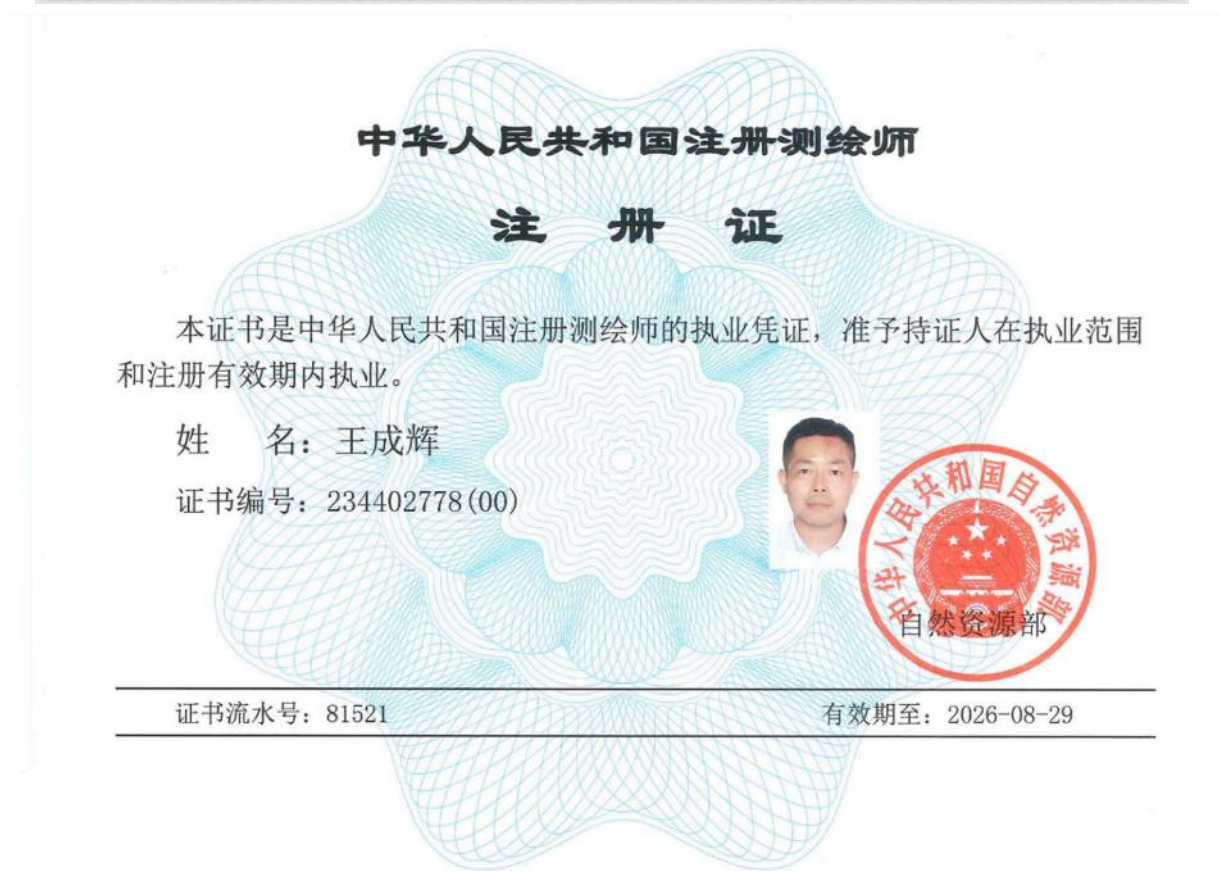 中华人民共和国注册测绘师
注 册 证
本证书是中华人民共和国注册测绘师的执业凭证，准予持证人在执业范围
和注册有效期内执业。
姓 名：王成辉
证书编号：234402778(00)
中华人民共和国自然资源部
自然资源部
证书流水号：81521 有效期至：2026-08-29